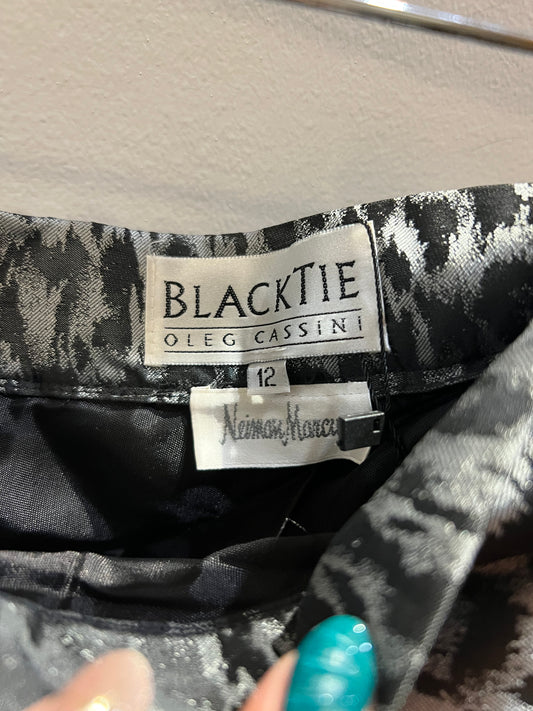 BLACKTIE
OLEG CASSINI
12
Neiman Marcus